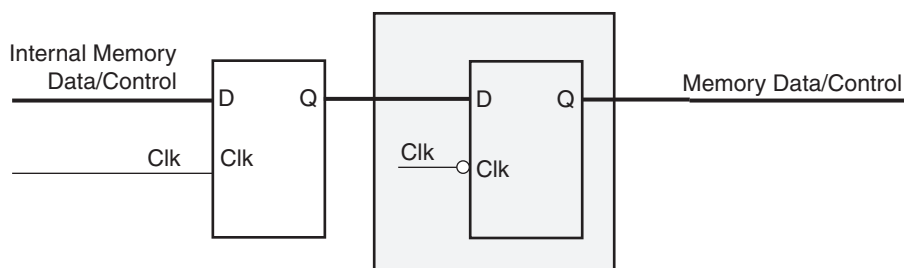 Internal Memory
Data/Control
D Q
Clk
Clk
D Q
Clk
Clk
Memory Data/Control